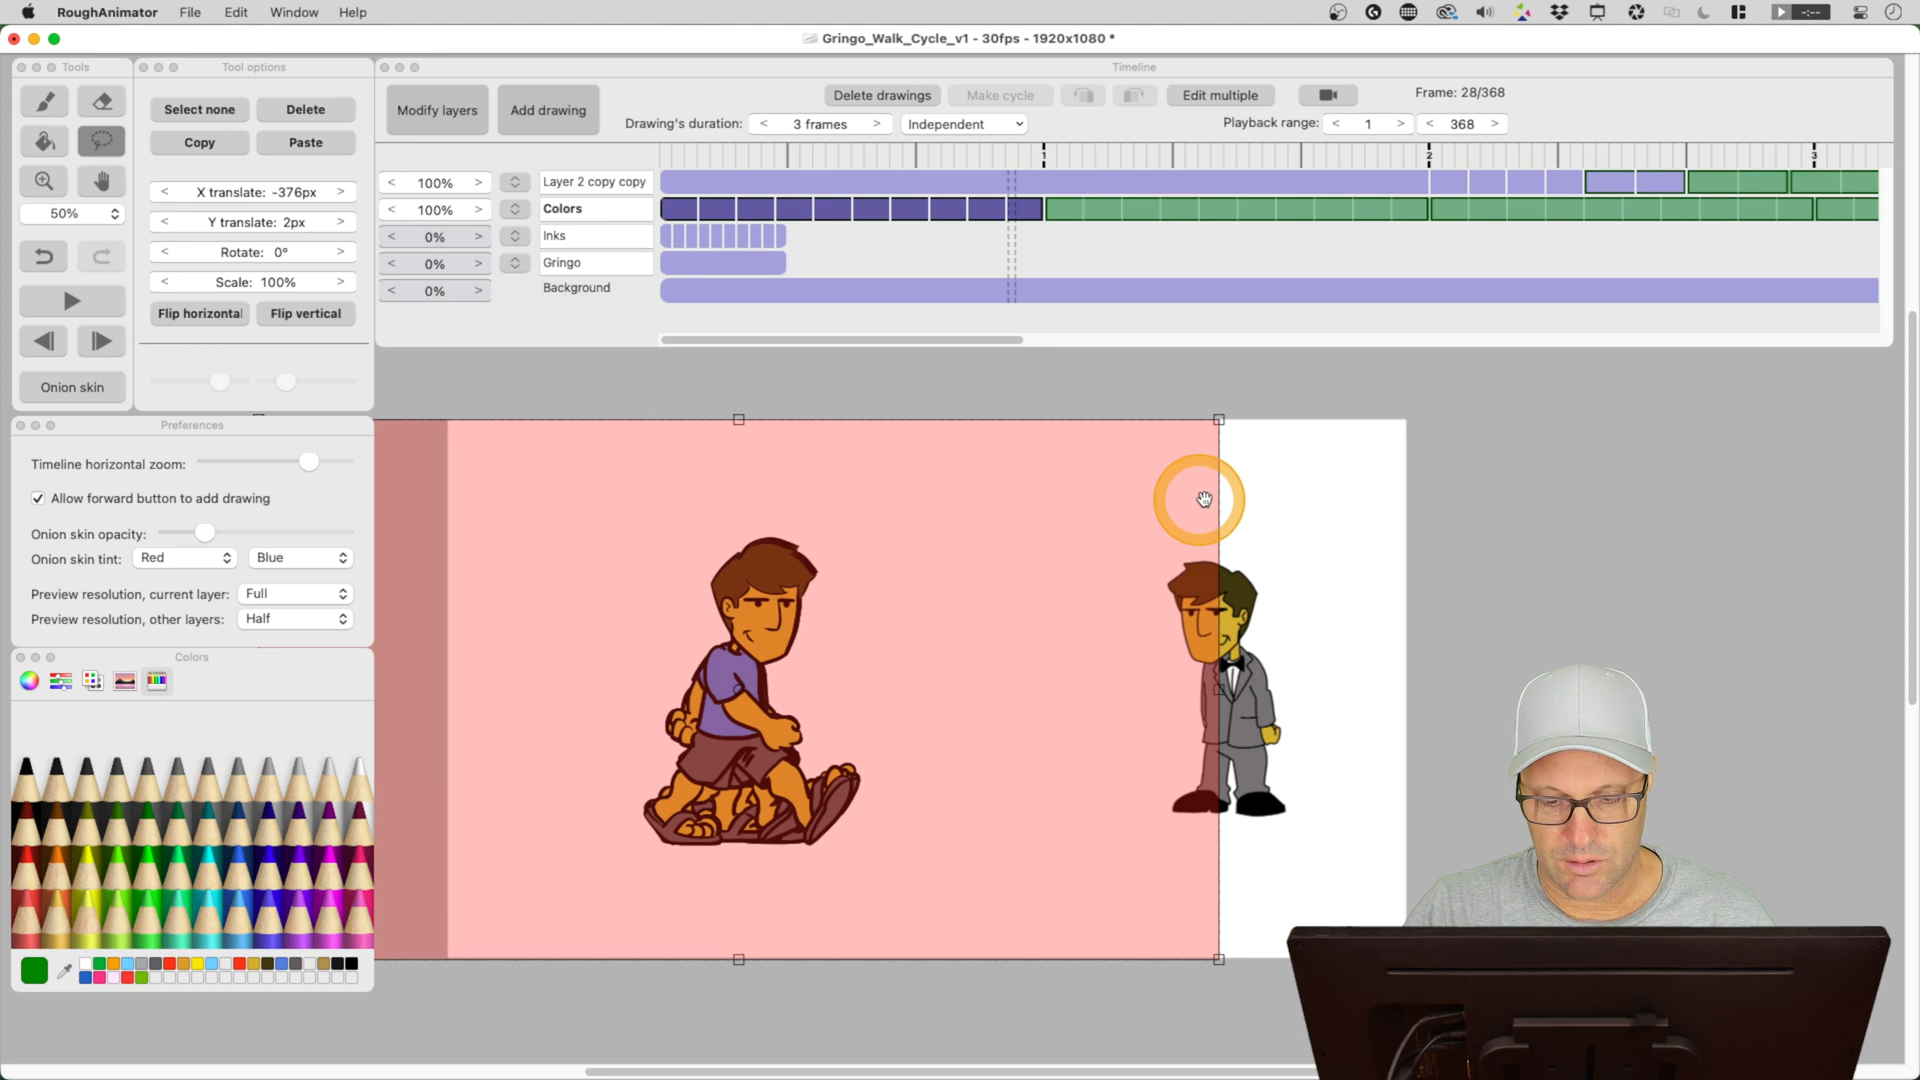 RoughAnimator File Edit Window Help
Gringo_Walk_Cycle_v1 - 30fps - 1920x1080 *
Tools
Tool options
Timeline
Select none
Delete
Copy
Paste
X translate: -376px
Y translate: 2px
Rotate: 0°
Scale: 100%
Flip horizontal
Flip vertical
50%
Onion skin
Modify layers
Add drawing
Delete drawings
Make cycle
Edit multiple
Frame: 28/368
Drawing's duration: < 3 frames > Independent
Playback range: < 1 > < 368 >
1 2 3
< 100% > Layer 2 copy copy
< 100% > Colors
< 0% > Inks
< 0% > Gringo
< 0% > Background
Preferences
Timeline horizontal zoom:
Allow forward button to add drawing
Onion skin opacity:
Onion skin tint: Red Blue
Preview resolution, current layer: Full
Preview resolution, other layers: Half
Colors